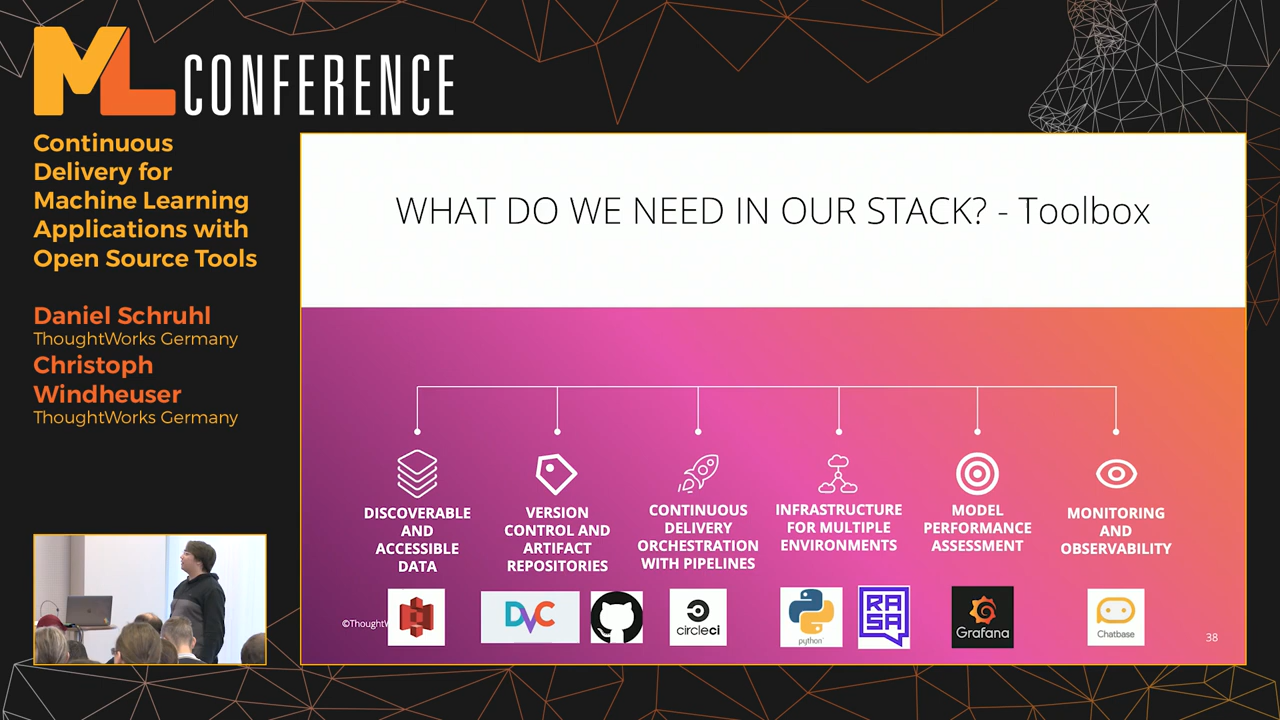 ML CONFERENCE
Continuous
Delivery for
Machine Learning
Applications with
Open Source Tools
Daniel Schruhl
ThoughtWorks Germany
Christoph
Windheuser
ThoughtWorks Germany
WHAT DO WE NEED IN OUR STACK? - Toolbox
DISCOVERABLE
AND
ACCESSIBLE
DATA
VERSION
CONTROL AND
ARTIFACT
REPOSITORIES
CONTINUOUS
DELIVERY
ORCHESTRATION
WITH PIPELINES
INFRASTRUCTURE
FOR MULTIPLE
ENVIRONMENTS
MODEL
PERFORMANCE
ASSESSMENT
MONITORING
AND
OBSERVABILITY
©ThoughtW
DVC
circleci
python
RA
SA
Grafana
Chatbase
38